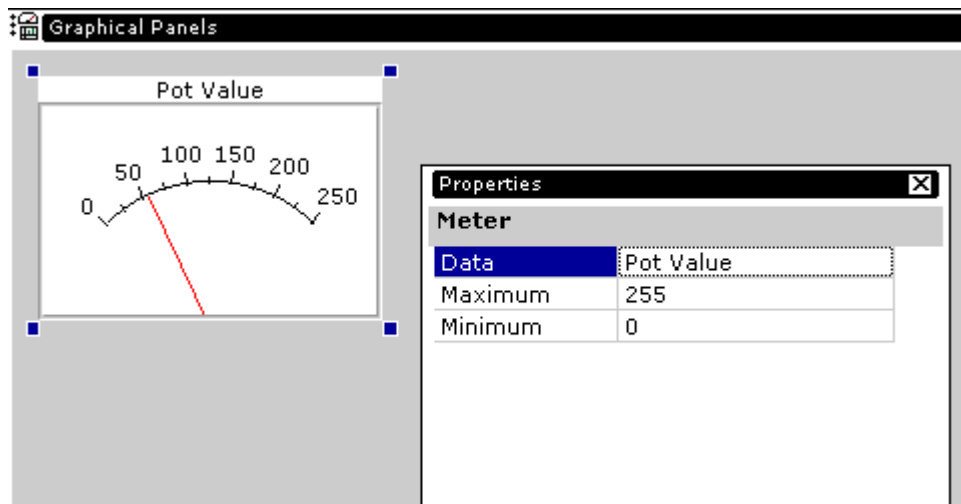 Graphical Panels
Pot Value
0 50 100 150 200 250
Properties
Meter
Data Pot Value
Maximum 255
Minimum 0